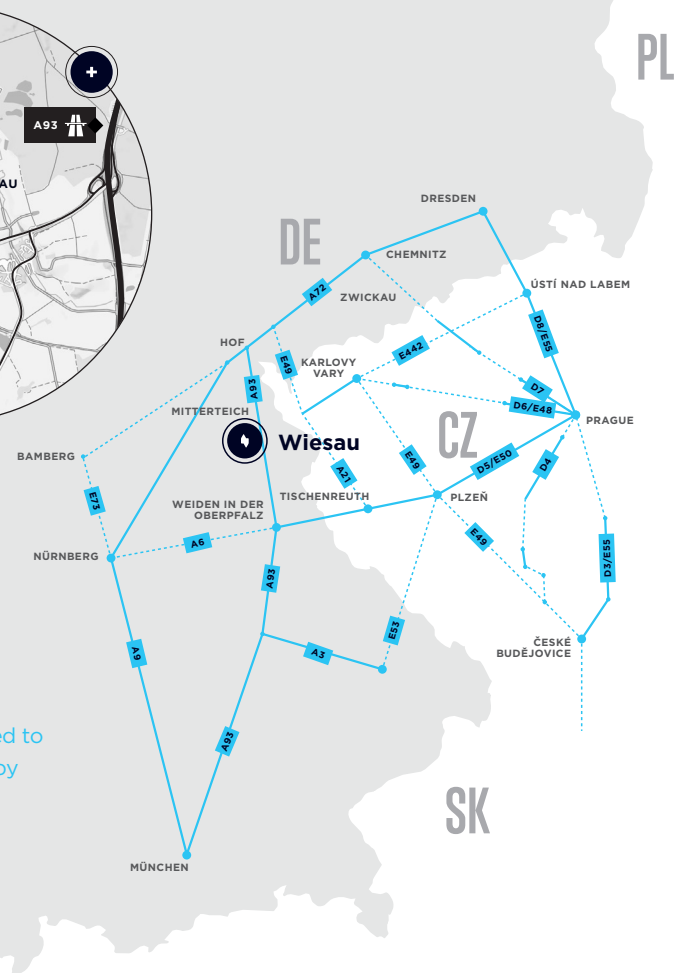 PL
+
A93
AU
DRESDEN
DE
CHEMNITZ
ÚSTÍ NAD LABEM
A72
ZWICKAU
D8/E55
HOF
E442
E49
KARLOVY
VARY
A93
D7
D6/E48
MITTERTEICH
CZ
PRAGUE
Wiesau
BAMBERG
E49
D5/E50
D4
A21
E73
TISCHENREUTH
PLZEŇ
WEIDEN IN DER
OBERPFALZ
A6
E49
NÜRNBERG
D3/E55
A93
E53
A9
A3
ČESKÉ
BUDĚJOVICE
ed to
A93
by
SK
MÜNCHEN